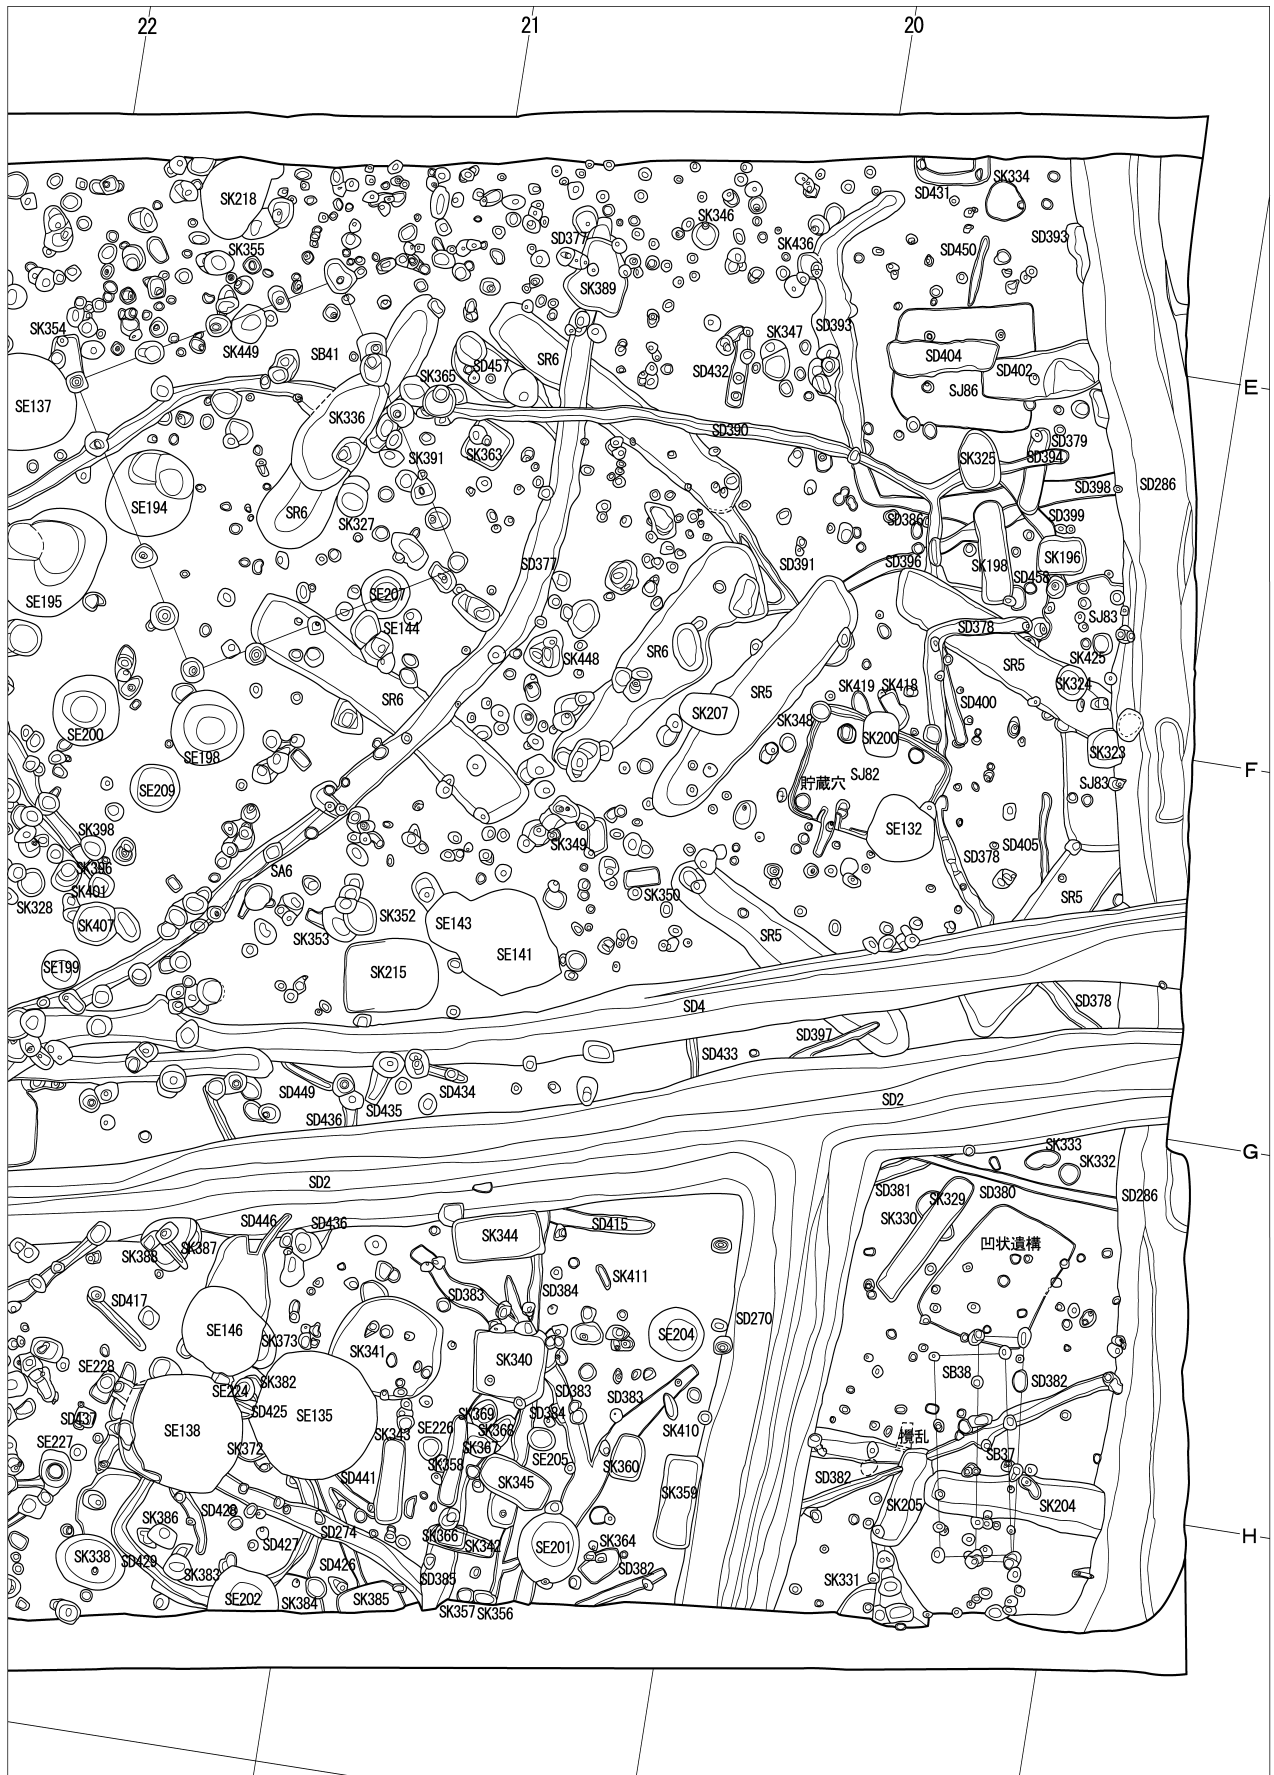 22
21
20
SK218
SD431
SK334
SK346
SD377
SK436
SD393
SK355
SD450
SK389
SK354
SK449
SB41
SD457
SR6
SK347
SD393
SD404
SD402
SD432
SK365
SJ86
E
SE137
SK336
SD390
SK391
SK363
SK325
SD379
SD394
SE194
SR6
SK327
SD398
SD286
SD386
SD399
SD377
SD391
SD396
SK198
SK196
SD458
SE195
SE207
SE144
SJ83
SD378
SK448
SR6
SR5
SK425
SR5
SK324
SR6
SK419
SK418
SK207
SD400
SE200
SE198
SK348
SK200
SK323
SJ82
F
貯蔵穴
SJ83
SE209
SK398
SE132
SK349
SD405
SK396
SA6
SD378
SK401
SK328
SK350
SR5
SK407
SK353
SK352
SE143
SR5
SE141
SE199
SK215
SD4
SD378
SD397
SD433
SD449
SD434
SD435
SD436
SD2
SK333
G
SK332
SD2
SD381
SK329
SD380
SD286
SD446
SD436
SK330
SD415
SK344
SK388
SK387
凹状遺構
SK411
SD383
SD384
SD417
SD270
SE146
SK373
SE204
SK341
SK340
SE228
SE224
SK382
SB38
SD382
SD383
SD383
SD437
SD425
SE135
SK369
SD384
SE138
SK343
SE226
SK368
SK410
攪乱
SE227
SK372
SK367
SB37
SK358
SE205
SK360
SD441
SK345
SD382
SK359
SK205
SK204
SK386
SD428
SD274
SK366
H
SD427
SK342
SE201
SK364
SK338
SD429
SD426
SD382
SK383
SD385
SK331
SE202
SK384
SK385
SK357
SK356